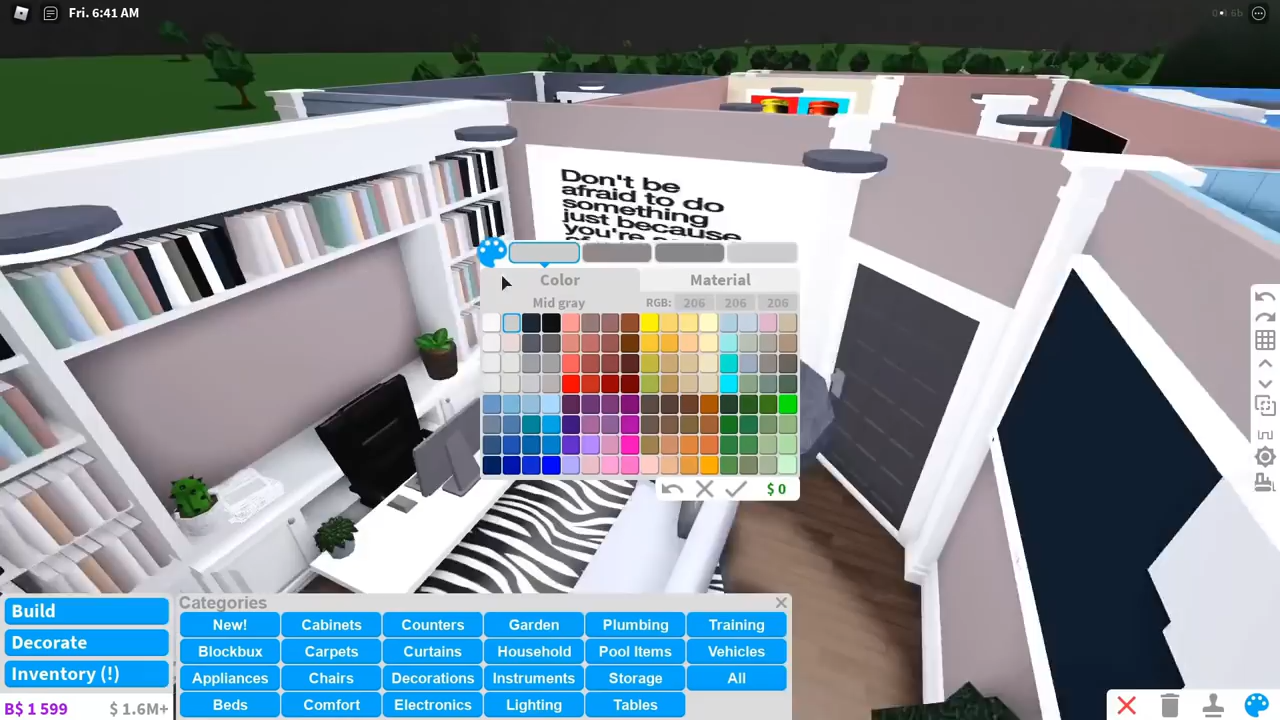 Fri. 6:41 AM
Don't be
afraid to do
something
just because
you're
Color
Material
Mid gray
RGB: 206 206 206
$ 0
Build
Decorate
Inventory (!)
B$ 1 599
$ 1.6M+
Categories
New!
Cabinets
Counters
Garden
Plumbing
Training
Blockbux
Carpets
Curtains
Household
Pool Items
Vehicles
Appliances
Chairs
Decorations
Instruments
Storage
All
Beds
Comfort
Electronics
Lighting
Tables